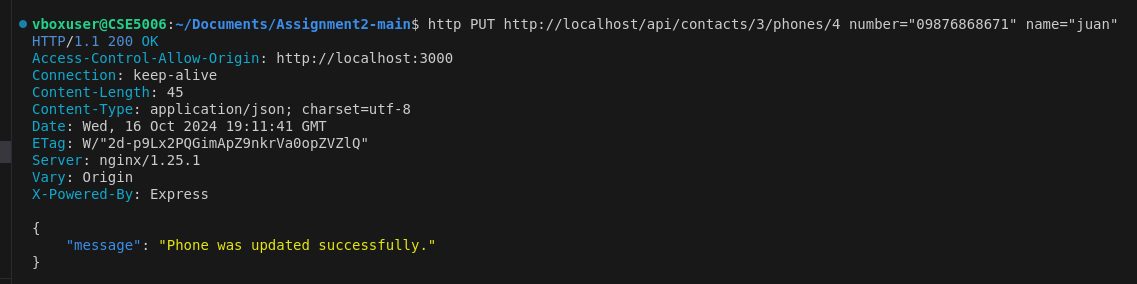 vboxuser@CSE5006:~/Documents/Assignment2-main$ http PUT http://localhost/api/contacts/3/phones/4 number="09876868671" name="juan"
HTTP/1.1 200 OK
Access-Control-Allow-Origin: http://localhost:3000
Connection: keep-alive
Content-Length: 45
Content-Type: application/json; charset=utf-8
Date: Wed, 16 Oct 2024 19:11:41 GMT
ETag: W/"2d-p9Lx2PQGimApZ9nkrVa0opZVZlQ"
Server: nginx/1.25.1
Vary: Origin
X-Powered-By: Express
{
    "message": "Phone was updated successfully."
}